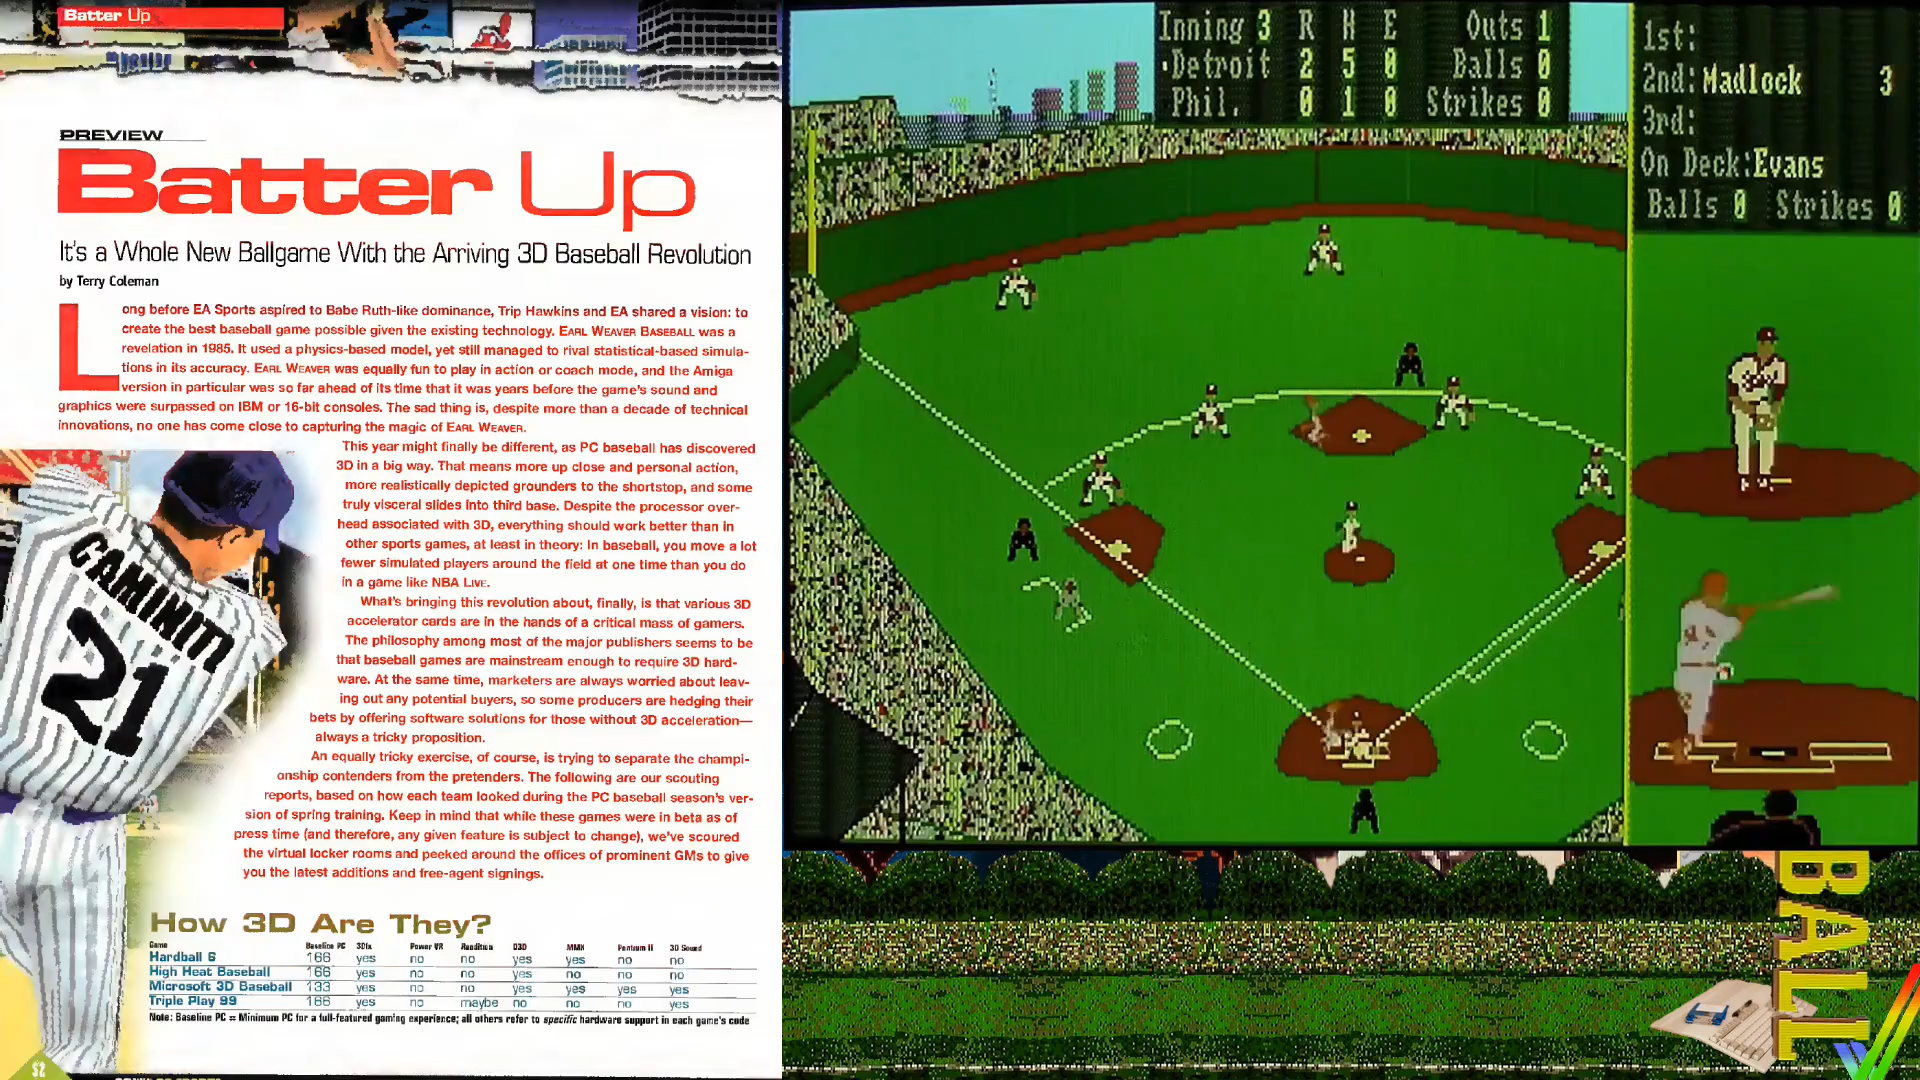 Batter Up
PREVIEW
Batter Up
It's a Whole New Ballgame With the Arriving 3D Baseball Revolution
by Terry Coleman
Long before EA Sports aspired to Babe Ruth-like dominance, Trip Hawkins and EA shared a vision: to
create the best baseball game possible given the existing technology. EARL WEAVER BASEBALL was a
revelation in 1985. It used a physics-based model, yet still managed to rival statistical-based simula-
tions in its accuracy. EARL WEAVER was equally fun to play in action or coach mode, and the Amiga
version in particular was so far ahead of its time that it was years before the game's sound and
graphics were surpassed on IBM or 16-bit consoles. The sad thing is, despite more than a decade of technical
innovations, no one has come close to capturing the magic of EARL WEAVER.
This year might finally be different, as PC baseball has discovered
3D in a big way. That means more up close and personal action,
more realistically depicted grounders to the shortstop, and some
truly visceral slides into third base. Despite the processor over-
head associated with 3D, everything should work better than in
other sports games, at least in theory: In baseball, you move a lot
fewer simulated players around the field at one time than you do
in a game like NBA LIVE.
What's bringing this revolution about, finally, is that various 3D
accelerator cards are in the hands of a critical mass of gamers.
The philosophy among most of the major publishers seems to be
that baseball games are mainstream enough to require 3D hard-
ware. At the same time, marketers are always worried about leav-
ing out any potential buyers, so some producers are hedging their
bets by offering software solutions for those without 3D acceleration—
always a tricky proposition.
An equally tricky exercise, of course, is trying to separate the champi-
onship contenders from the pretenders. The following are our scouting
reports, based on how each team looked during the PC baseball season's ver-
sion of spring training. Keep in mind that while these games were in beta as of
press time (and therefore, any given feature is subject to change), we've scoured
the virtual locker rooms and peeked around the offices of prominent GMs to give
you the latest additions and free-agent signings.
CAMINITI
21
How 3D Are They?
Game Baseline PC 3Dfx Power VR Rendition D3D MMX Pentium II 3D Sound
Hardball 6 166 yes no no yes yes no no
High Heat Baseball 166 yes no no yes no no no
Microsoft 3D Baseball 133 yes no no yes yes yes yes
Triple Play 99 166 yes no maybe no no no yes
Note: Baseline PC = Minimum PC for a full-featured gaming experience; all others refer to specific hardware support in each game's code
S2
Inning 3 R H E Outs 1
·Detroit 2 5 0 Balls 0
Phil. 0 1 0 Strikes 0
1st:
2nd:Madlock 3
3rd:
On Deck:Evans
Balls 0 Strikes 0
BALL